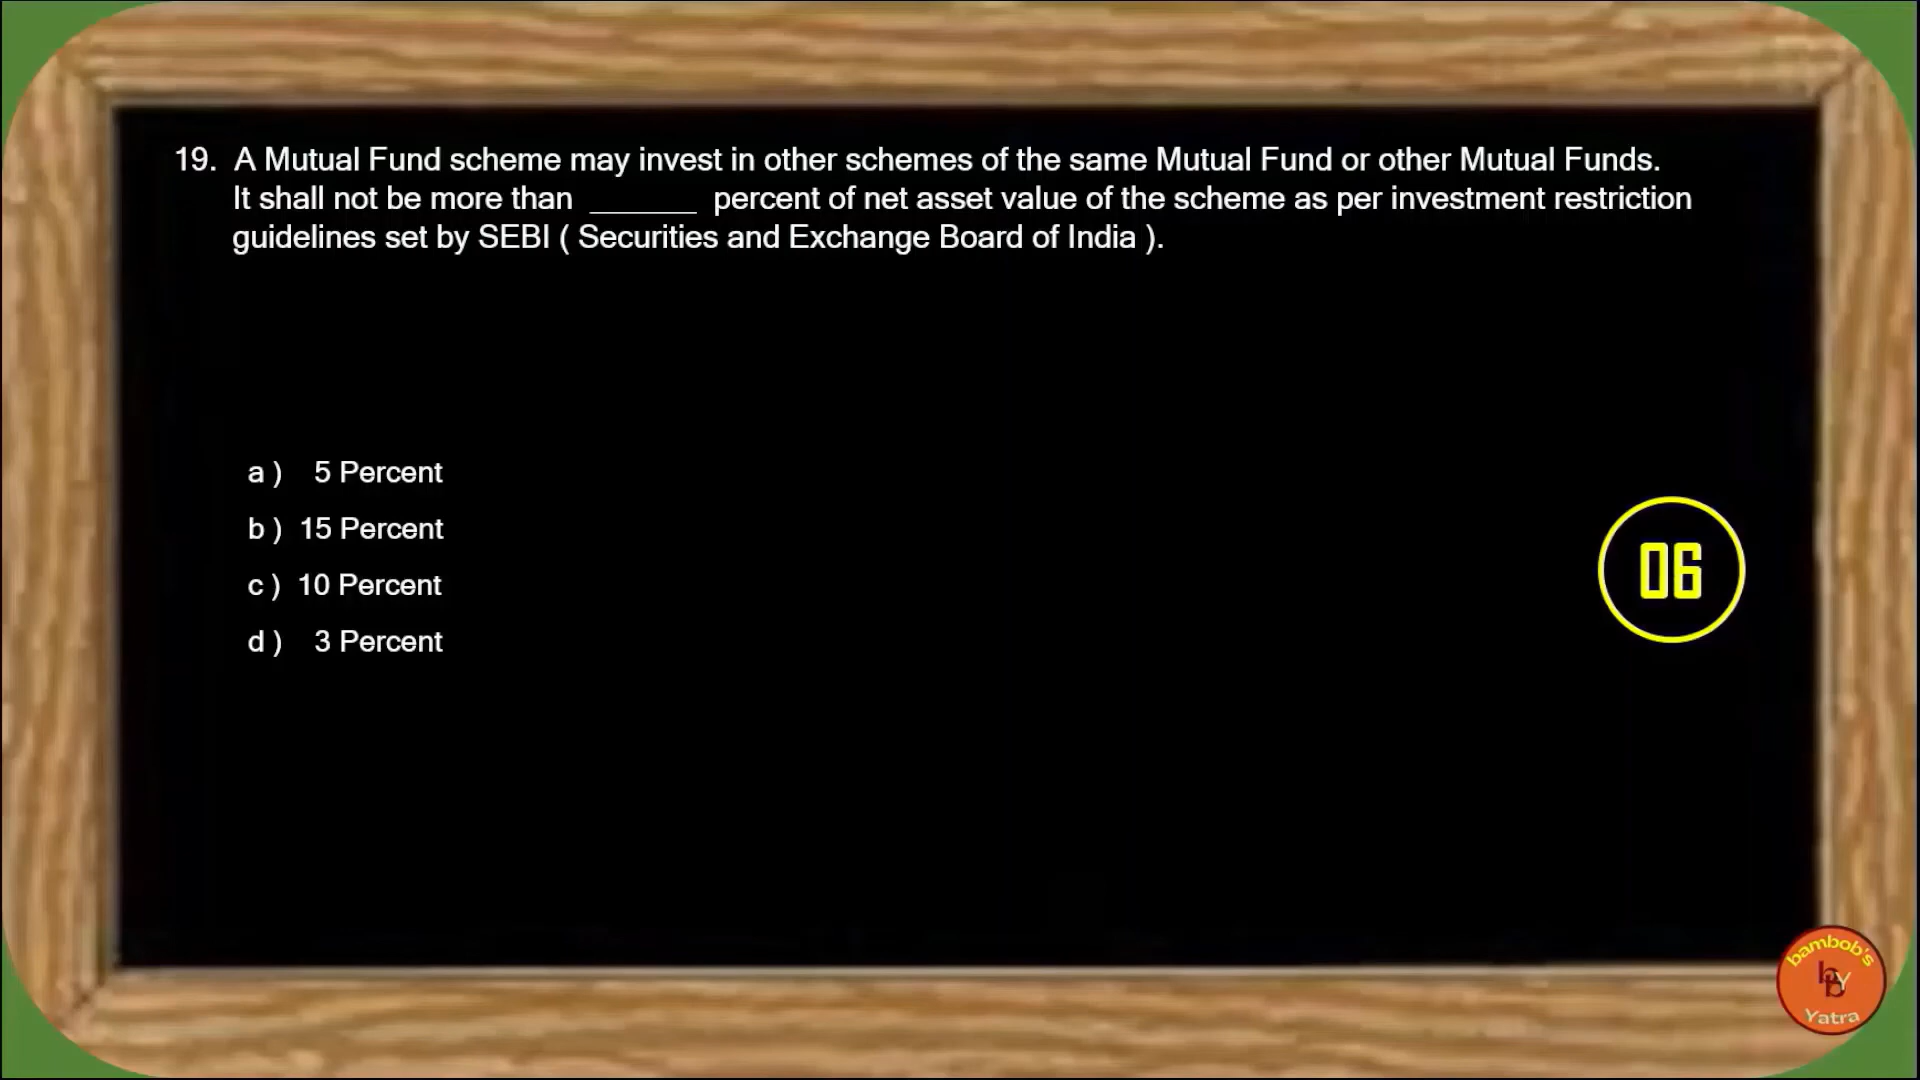 19. A Mutual Fund scheme may invest in other schemes of the same Mutual Fund or other Mutual Funds.
It shall not be more than ______ percent of net asset value of the scheme as per investment restriction
guidelines set by SEBI ( Securities and Exchange Board of India ).
a ) 5 Percent
b ) 15 Percent
c ) 10 Percent
d ) 3 Percent
06
bambob's
bYb
Yatra